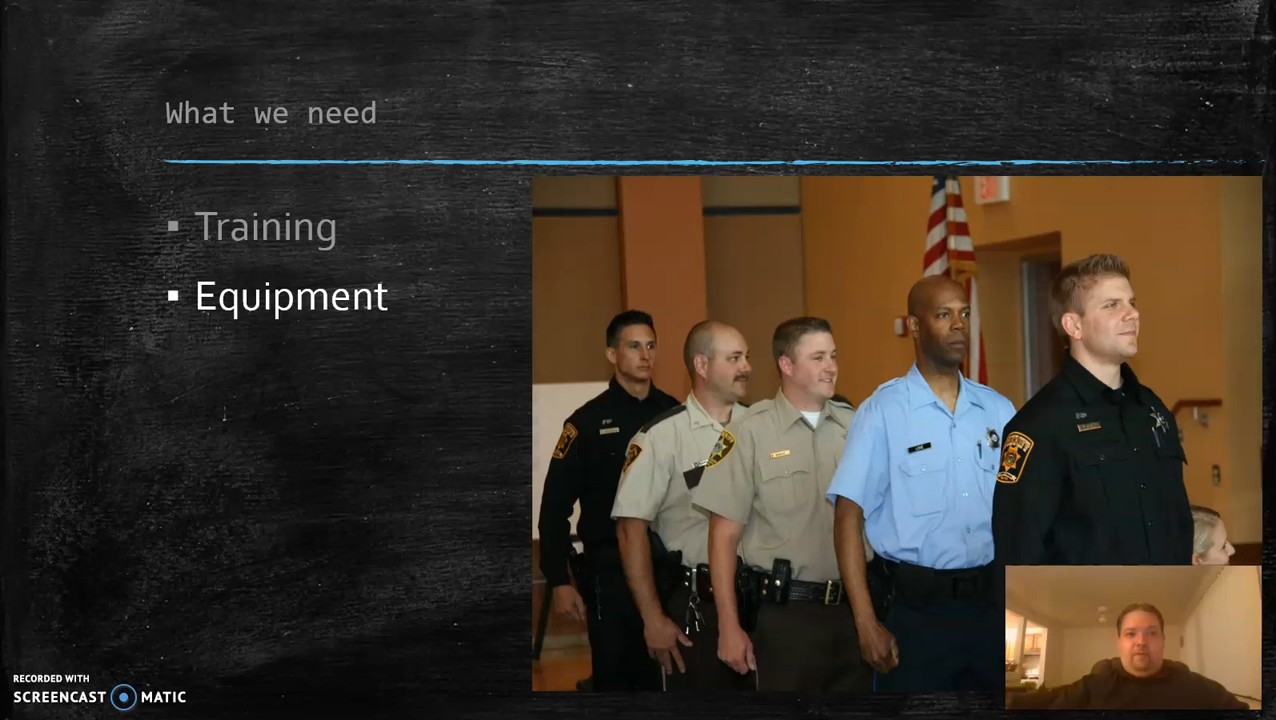 What we need
Training
Equipment
RECORDED WITH
SCREENCAST MATIC